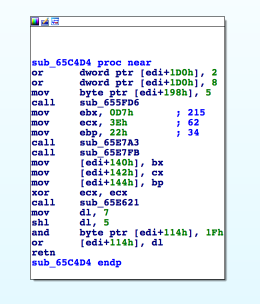 sub_65C4D4 proc near
or dword ptr [edi+1D0h], 2
or dword ptr [edi+1D0h], 8
mov byte ptr [edi+198h], 5
call sub_655FD6
mov ebx, 0D7h ; 215
mov ecx, 3Eh ; 62
mov ebp, 22h ; 34
call sub_65E7A3
call sub_65E7FB
mov [edi+140h], bx
mov [edi+142h], cx
mov [edi+144h], bp
xor ecx, ecx
call sub_65E621
mov dl, 7
shl dl, 5
and byte ptr [edi+114h], 1Fh
or [edi+114h], dl
retn
sub_65C4D4 endp